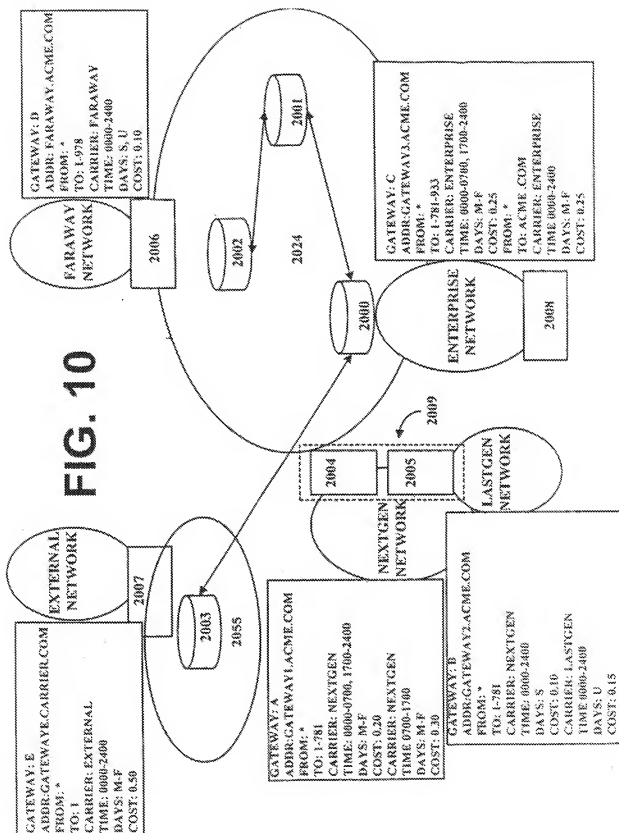 FIG. 10
GATEWAY: E
ADDR:GATEWAYE.CARRIER.COM
FROM: *
TO: 1
CARRIER: EXTERNAL
TIME: 0000-2400
DAYS: M-F
COST: 0.50
EXTERNAL
NETWORK
2007
2003
2055
FARAWAY
NETWORK
2006
GATEWAY: D
ADDR: FARAWAY.ACME.COM
FROM: *
TO: 1-978
CARRIER: FARAWAY
TIME: 0000-2400
DAYS: S, U
COST: 0.10
2002
2001
2024
2000
GATEWAY: A
ADDR:GATEWAY1.ACME.COM
FROM: *
TO: 1-781
CARRIER: NEXTGEN
TIME: 0000-0700, 1700-2400
DAYS: M-F
COST: 0.20
CARRIER: NEXTGEN
TIME 0700-1700
DAYS: M-F
COST: 0.30
NEXTGEN
NETWORK
2004
2005
2009
LASTGEN
NETWORK
ENTERPRISE
NETWORK
2008
GATEWAY: C
ADDR:GATEWAY3.ACME.COM
FROM: *
TO: 1-781-933
CARRIER: ENTERPRISE
TIME: 0000-0700, 1700-2400
DAYS: M-F
COST: 0.25
FROM: *
TO: ACME .COM
CARRIER: ENTERPRISE
TIME 0000-2400
DAYS: M-F
COST: 0.25
GATEWAY: B
ADDR:GATEWAY2.ACME.COM
FROM: *
TO: 1-781
CARRIER: NEXTGEN
TIME: 0000-2400
DAYS: S
COST: 0.10
CARRIER: LASTGEN
TIME 0000-2400
DAYS: U
COST: 0.15